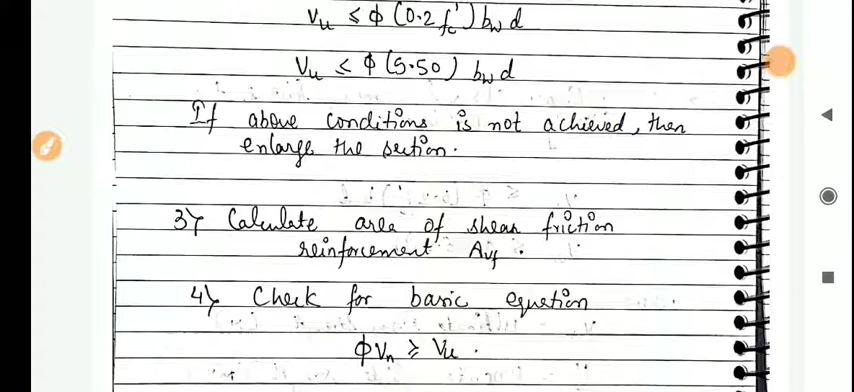 Vu ≤ ϕ (0.2 fc') bw d
Vu ≤ ϕ (5.50) bw d
If above conditions is not achieved, then
enlarge the section.
3) Calculate area of shear friction
reinforcement Avf.
4) Check for basic equation
ϕVn ≥ Vu.